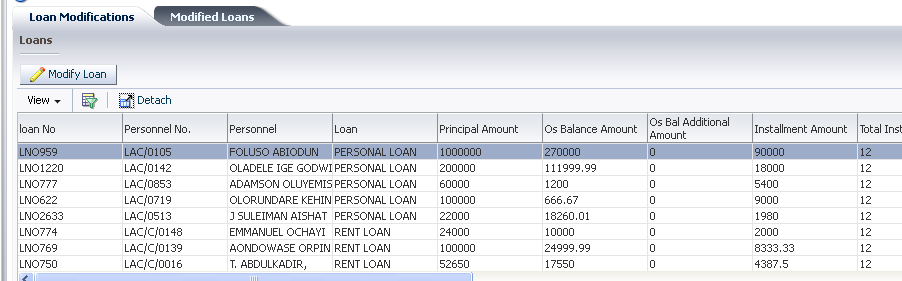 Loan Modifications Modified Loans
Loans
Modify Loan
View Detach
loan No Personnel No. Personnel Loan Principal Amount Os Balance Amount Os Bal Additional Amount Installment Amount Total Inst
LNO959 LAC/0105 FOLUSO ABIODUN PERSONAL LOAN 1000000 270000 0 90000 12
LNO1220 LAC/0142 OLADELE IGE GODWI PERSONAL LOAN 200000 111999.99 0 18000 12
LNO777 LAC/0853 ADAMSON OLUYEMIS PERSONAL LOAN 60000 1200 0 5400 12
LNO622 LAC/0719 OLORUNDARE KEHIN PERSONAL LOAN 100000 666.67 0 9000 12
LNO2633 LAC/0513 J SULEIMAN AISHAT PERSONAL LOAN 22000 18260.01 0 1980 12
LNO774 LAC/C/0148 EMMANUEL OCHAYI RENT LOAN 24000 10000 0 2000 12
LNO769 LAC/C/0139 AONDOWASE ORPIN RENT LOAN 100000 24999.99 0 8333.33 12
LNO750 LAC/C/0016 T. ABDULKADIR, RENT LOAN 52650 17550 0 4387.5 12